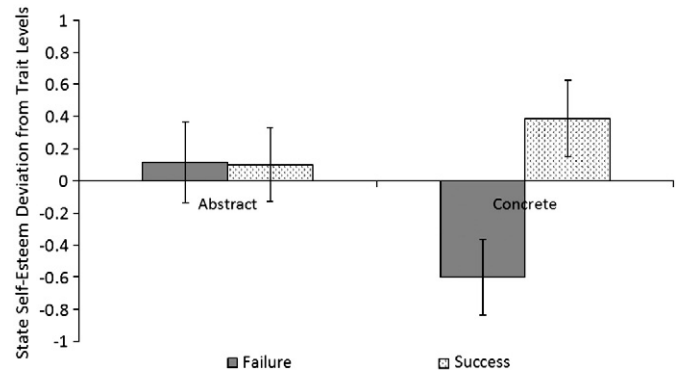 State Self-Esteem Deviation from Trait Levels
1
0.8
0.6
0.4
0.2
0
-0.2
-0.4
-0.6
-0.8
-1
Abstract
Concrete
Failure
Success